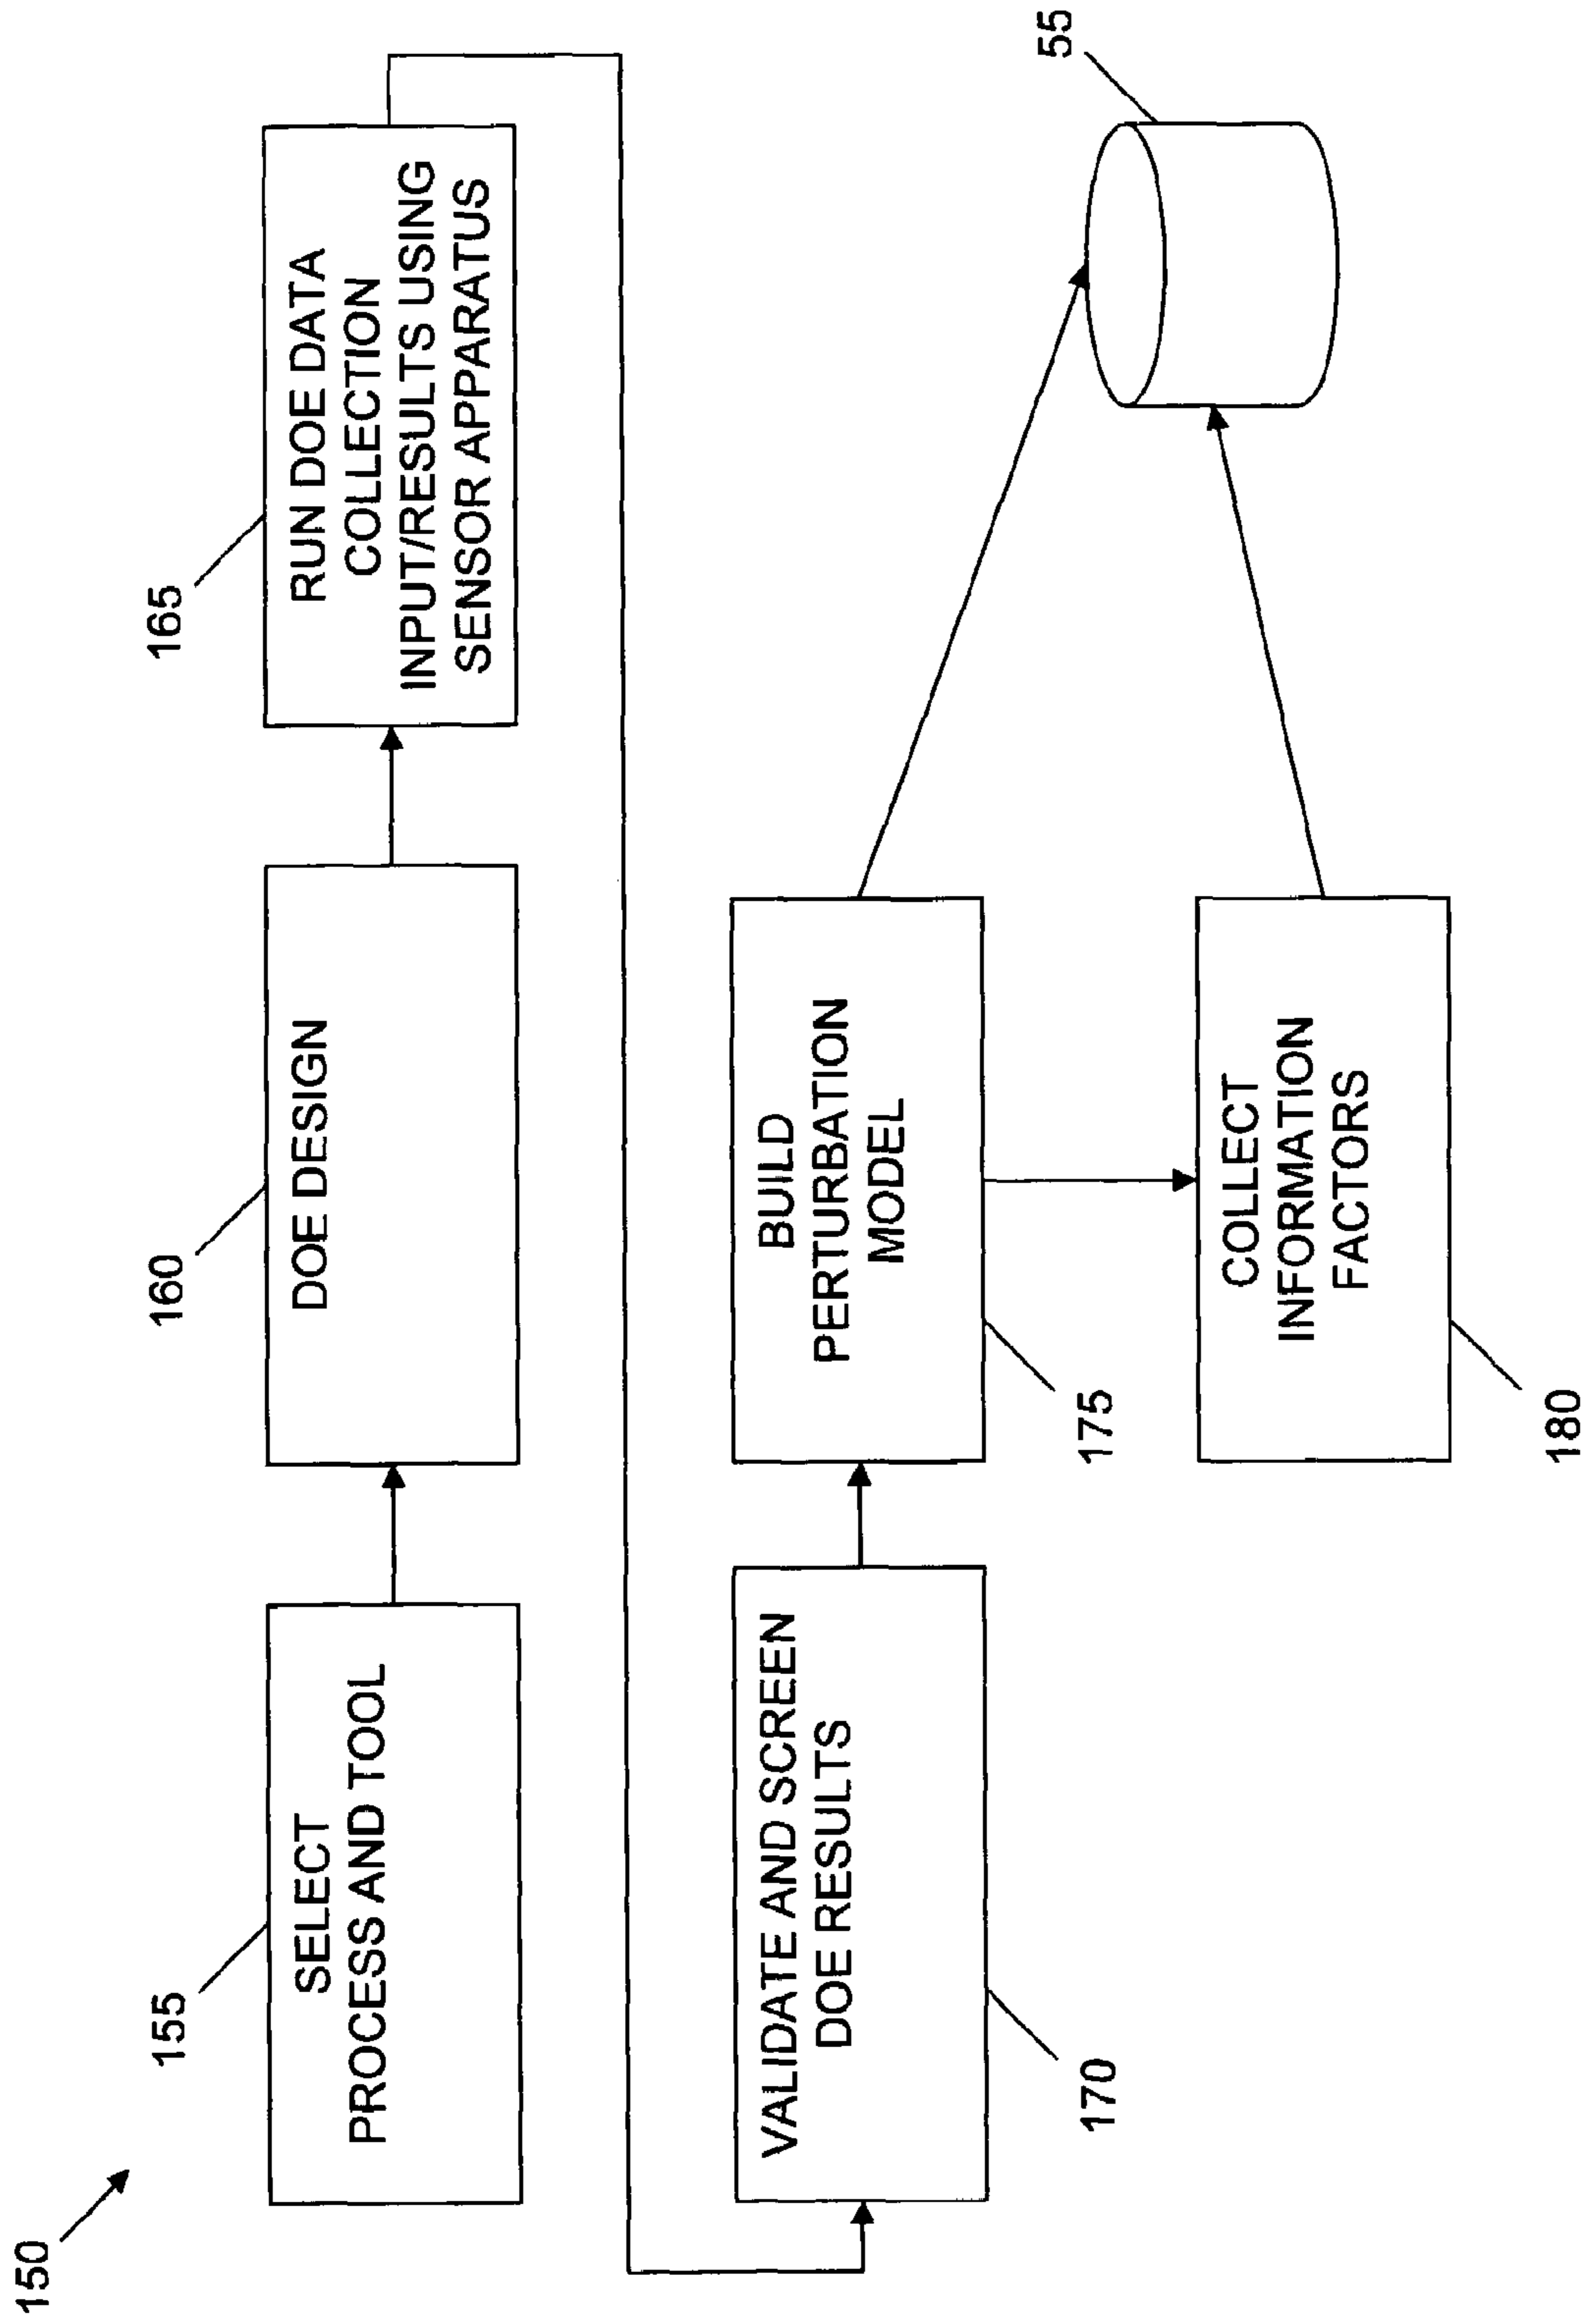 150
155
SELECT
PROCESS AND TOOL
160
DOE DESIGN
165
RUN DOE DATA
COLLECTION
INPUT/RESULTS USING
SENSOR APPARATUS
VALIDATE AND SCREEN
DOE RESULTS
170
BUILD
PERTURBATION
MODEL
175
COLLECT
INFORMATION
FACTORS
180
55